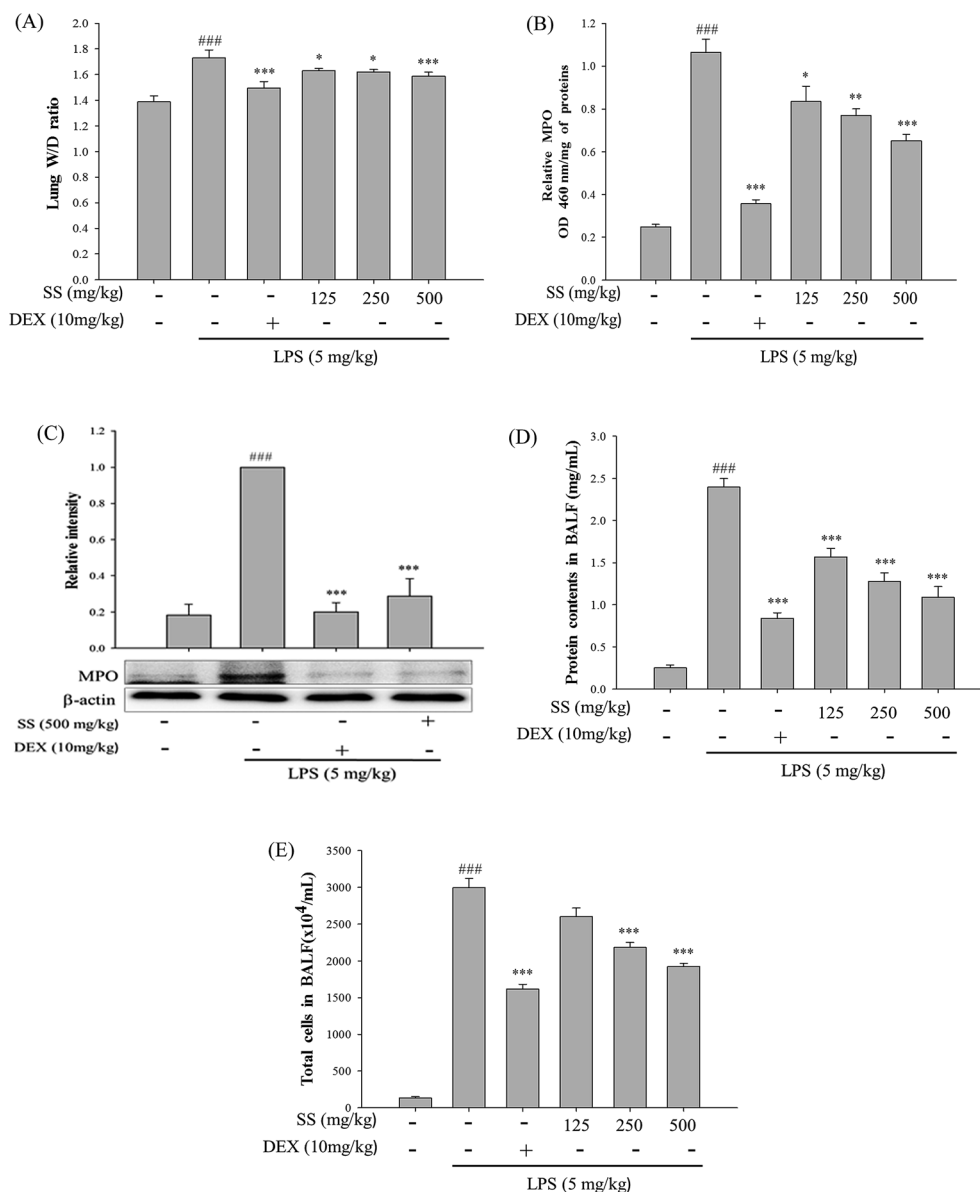 (A)
2.0
1.8
1.6
1.4
1.2
1.0
0.8
0.6
0.4
0.2
0.0
Lung W/D ratio
###
***
*
*
***
SS (mg/kg) - - - 125 250 500
DEX (10mg/kg) - - + - - -
LPS (5 mg/kg)
(B)
1.2
1.0
0.8
0.6
0.4
0.2
0.0
Relative MPO
OD 460 nm/mg of proteins
###
***
*
**
***
SS (mg/kg) - - - 125 250 500
DEX (10mg/kg) - - + - - -
LPS (5 mg/kg)
(C)
1.2
1.0
0.8
0.6
0.4
0.2
0.0
Relative intensity
###
***
***
MPO
β-actin
SS (500 mg/kg) - - - +
DEX (10mg/kg) - - + -
LPS (5 mg/kg)
(D)
3.0
2.5
2.0
1.5
1.0
0.5
0.0
Protein contents in BALF (mg/mL)
###
***
***
***
***
SS (mg/kg) - - - 125 250 500
DEX (10mg/kg) - - + - - -
LPS (5 mg/kg)
(E)
3500
3000
2500
2000
1500
1000
500
0
Total cells in BALF(x10⁴/mL)
###
***
***
***
SS (mg/kg) - - - 125 250 500
DEX (10mg/kg) - - + - - -
LPS (5 mg/kg)